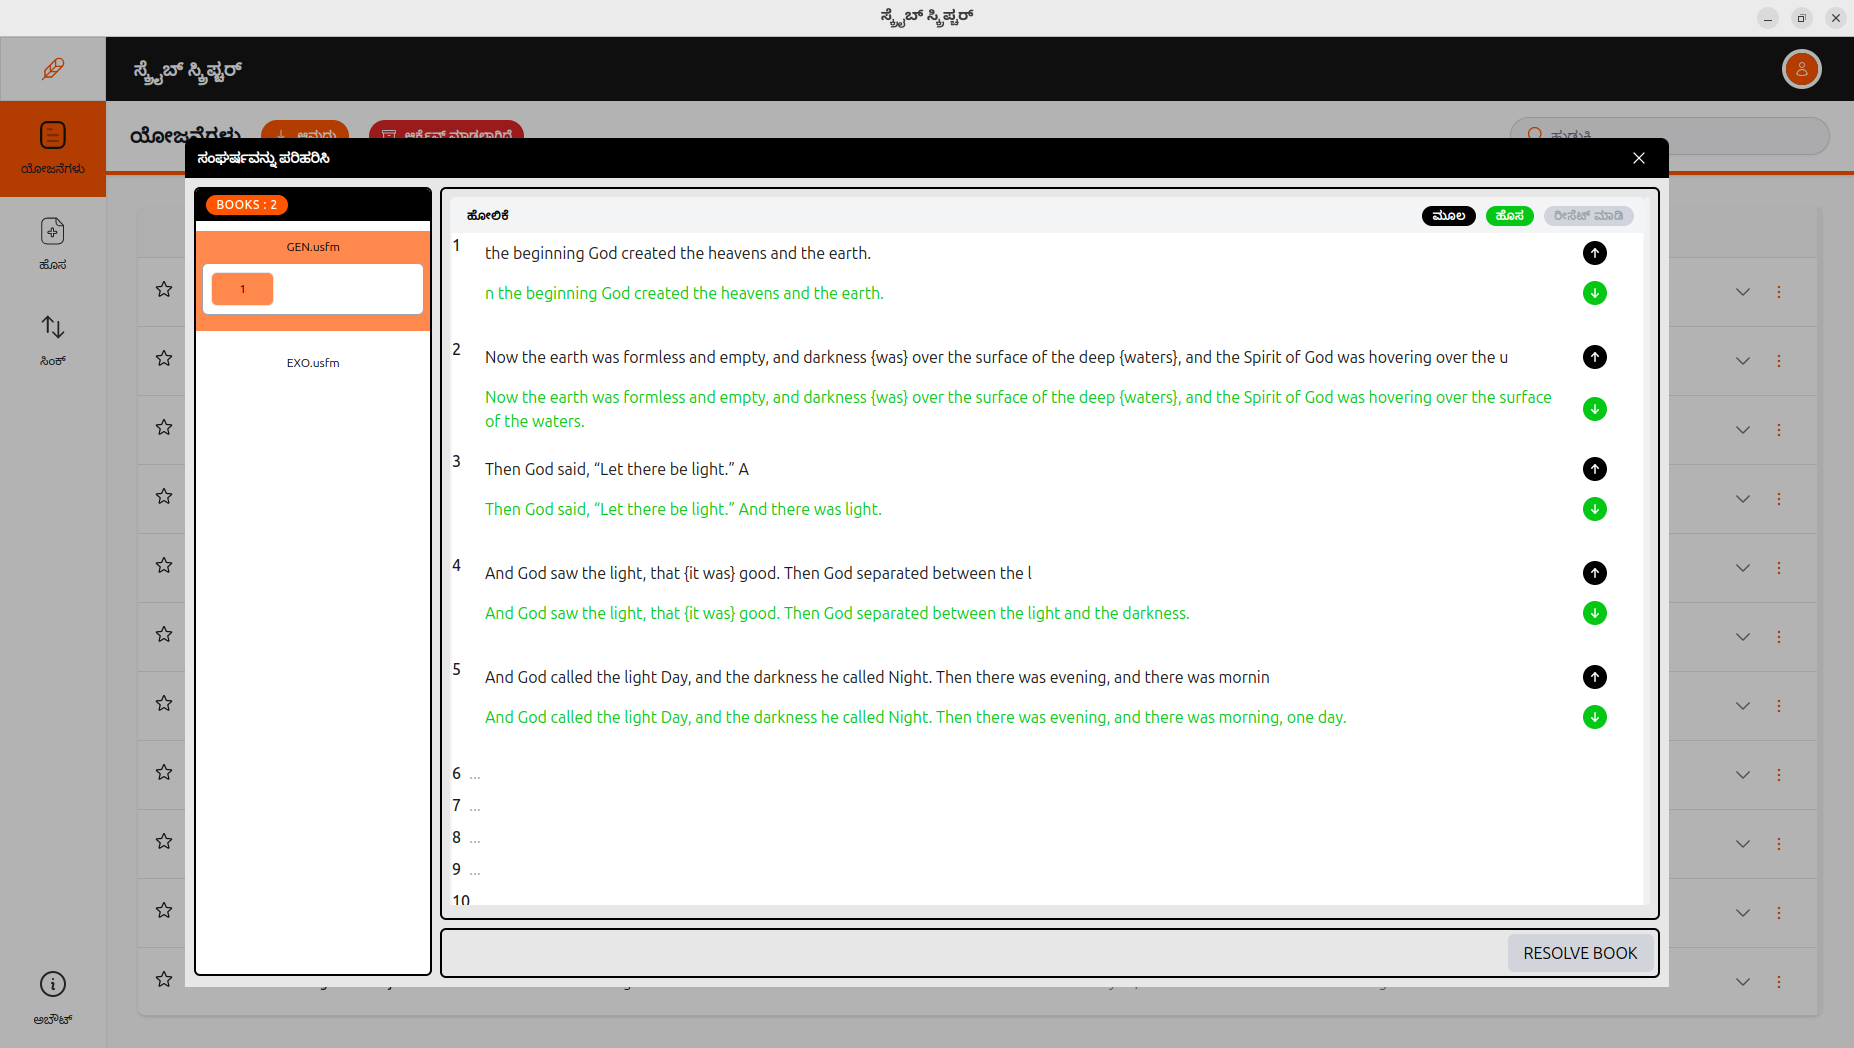 ಸ್ಕ್ರೈಬ್ ಸ್ಕ್ರಿಪ್ಚರ್
ಸ್ಕ್ರೈಬ್ ಸ್ಕ್ರಿಪ್ಚರ್
ಯೋಜನೆಗಳು
ಯೋಜನೆಗಳು
ಆಮದು
ಆರ್ಕೈವ್ ಮಾಡಲಾಗಿದೆ
ಹುಡುಕಿ
ಹೊಸ
ಸಿಂಕ್
ಅಬೌಟ್
ಸಂಘರ್ಷವನ್ನು ಪರಿಹರಿಸಿ
BOOKS : 2
GEN.usfm
1
EXO.usfm
ಹೋಲಿಕೆ
ಮೂಲ
ಹೊಸ
ರೀಸೆಟ್ ಮಾಡಿ
1
the beginning God created the heavens and the earth.
n the beginning God created the heavens and the earth.
2
Now the earth was formless and empty, and darkness {was} over the surface of the deep {waters}, and the Spirit of God was hovering over the u
Now the earth was formless and empty, and darkness {was} over the surface of the deep {waters}, and the Spirit of God was hovering over the surface
of the waters.
3
Then God said, “Let there be light.” A
Then God said, “Let there be light.” And there was light.
4
And God saw the light, that {it was} good. Then God separated between the l
And God saw the light, that {it was} good. Then God separated between the light and the darkness.
5
And God called the light Day, and the darkness he called Night. Then there was evening, and there was mornin
And God called the light Day, and the darkness he called Night. Then there was evening, and there was morning, one day.
6 ...
7 ...
8 ...
9 ...
10
RESOLVE BOOK